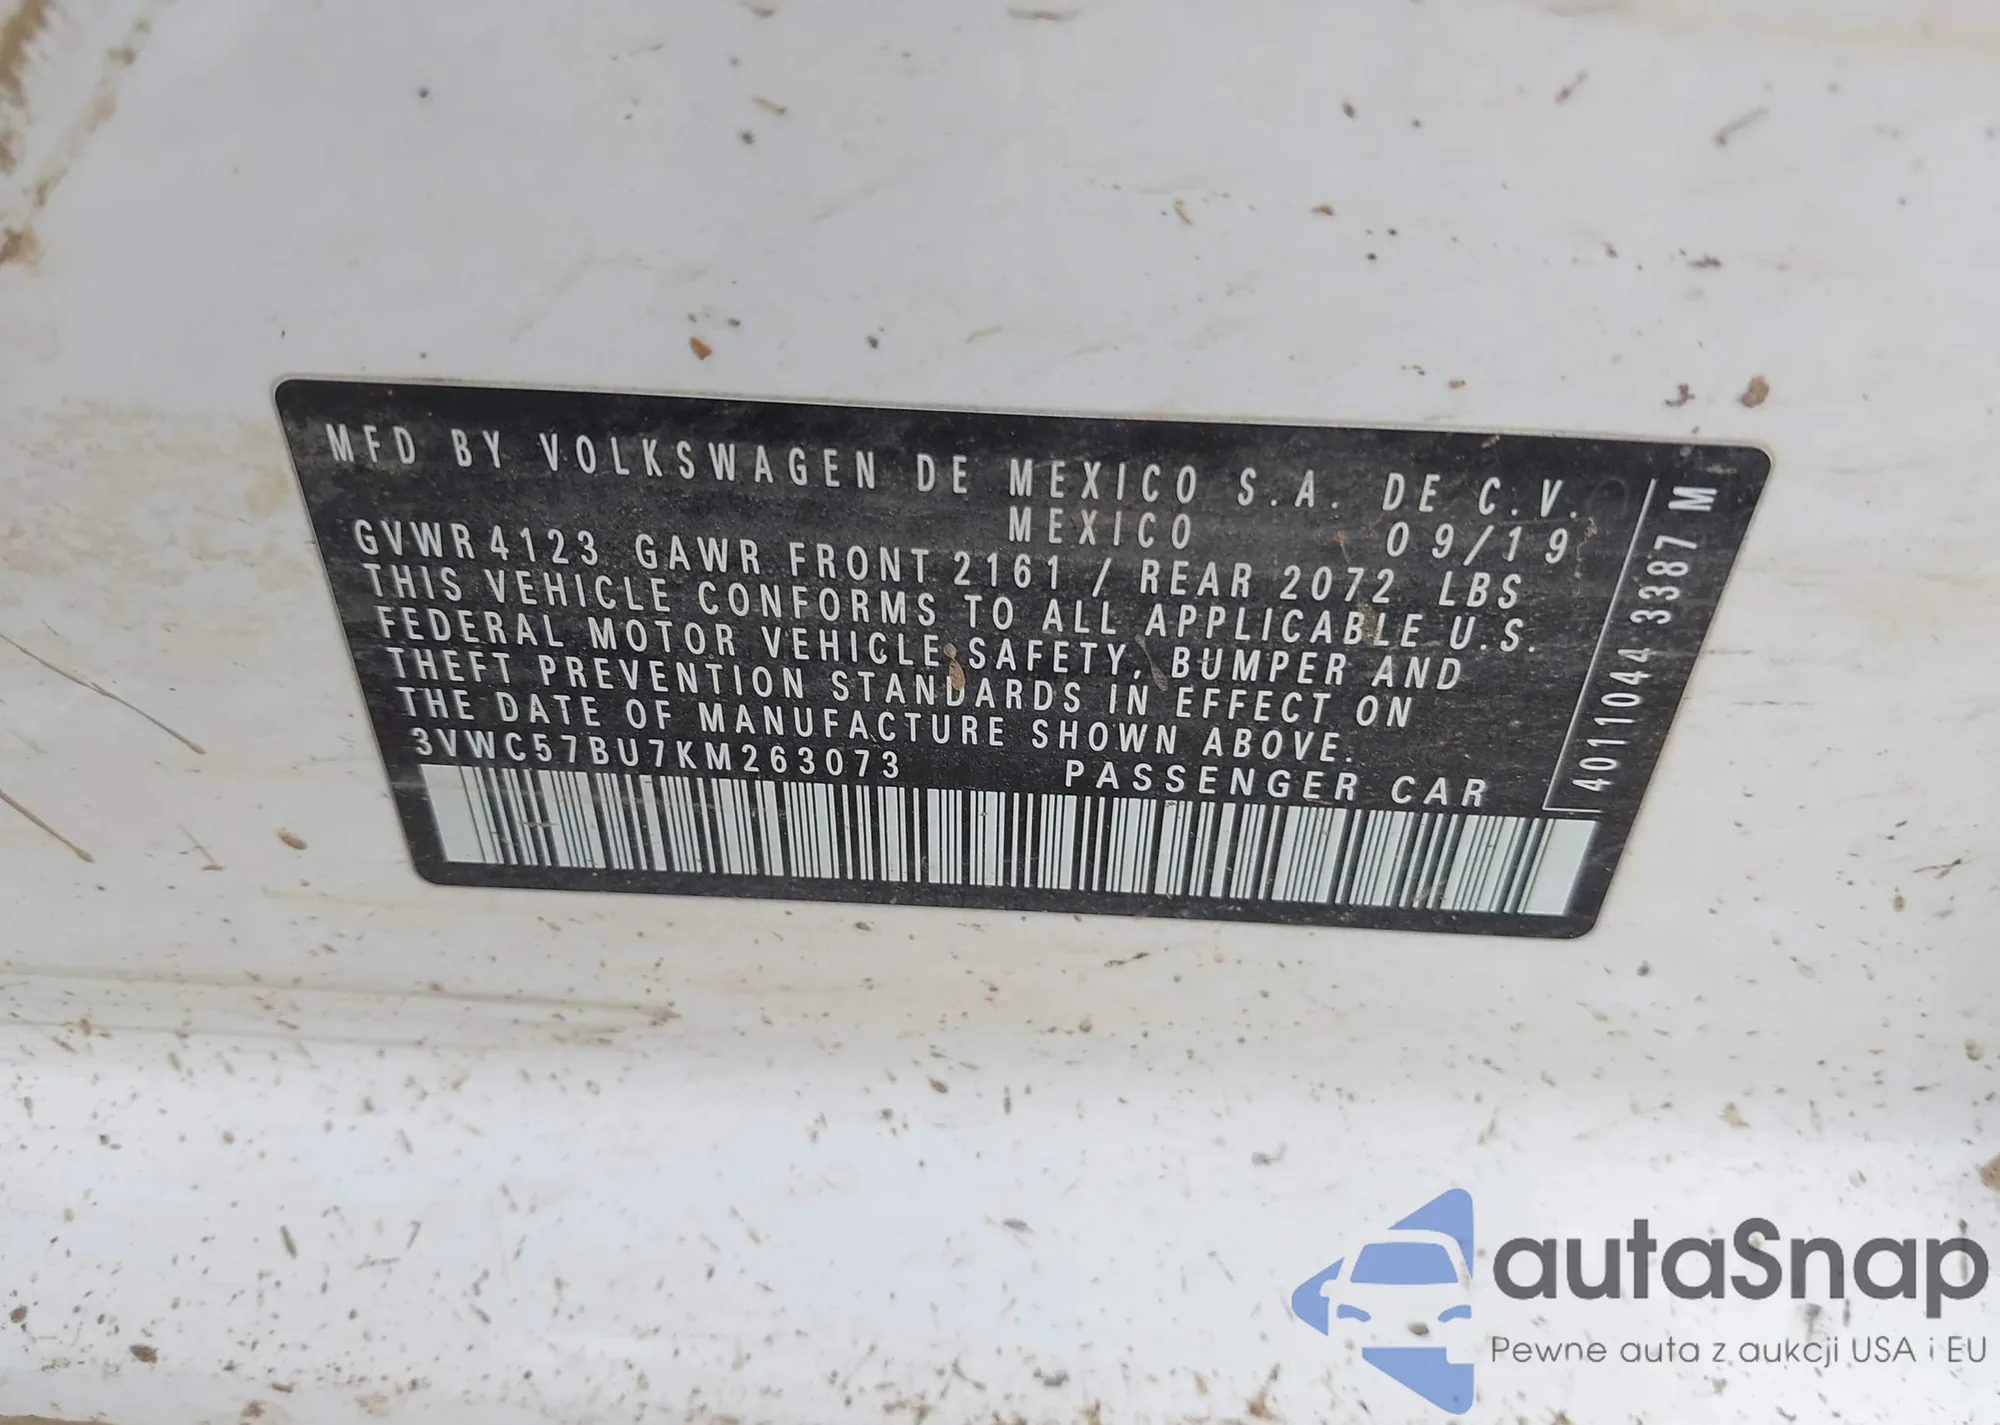 MFD BY VOLKSWAGEN DE MEXICO S.A. DE C.V.
MEXICO 09/19
GVWR 4123 GAWR FRONT 2161 / REAR 2072 LBS
THIS VEHICLE CONFORMS TO ALL APPLICABLE U.S.
FEDERAL MOTOR VEHICLE SAFETY, BUMPER AND
THEFT PREVENTION STANDARDS IN EFFECT ON
THE DATE OF MANUFACTURE SHOWN ABOVE.
3VWC57BU7KM263073 PASSENGER CAR
4011044 3387 M
autaSnap
Pewne auta z aukcji USA i EU